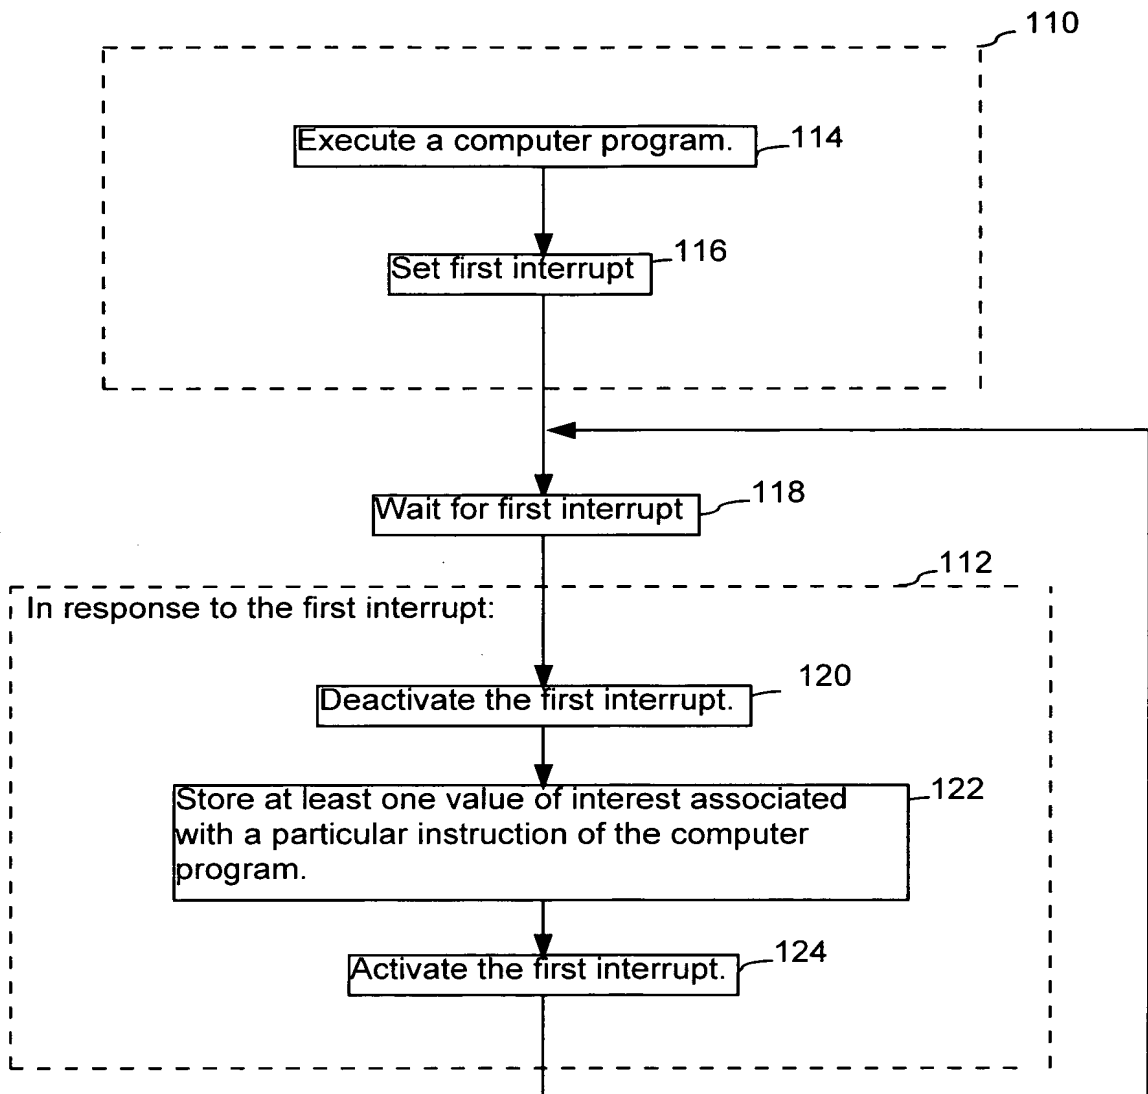 110
Execute a computer program.
114
Set first interrupt
116
Wait for first interrupt
118
112
In response to the first interrupt:
Deactivate the first interrupt.
120
Store at least one value of interest associated
with a particular instruction of the computer
program.
122
Activate the first interrupt.
124